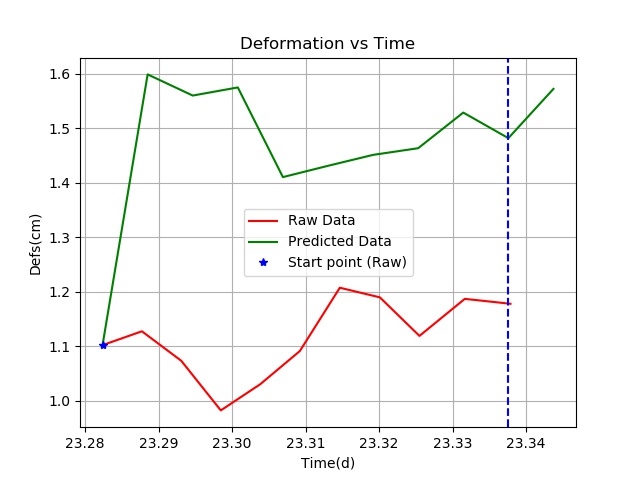 Deformation vs Time
Defs(cm)
1.6
1.5
1.4
1.3
1.2
1.1
1.0
Raw Data
Predicted Data
Start point (Raw)
23.28 23.29 23.30 23.31 23.32 23.33 23.34
Time(d)